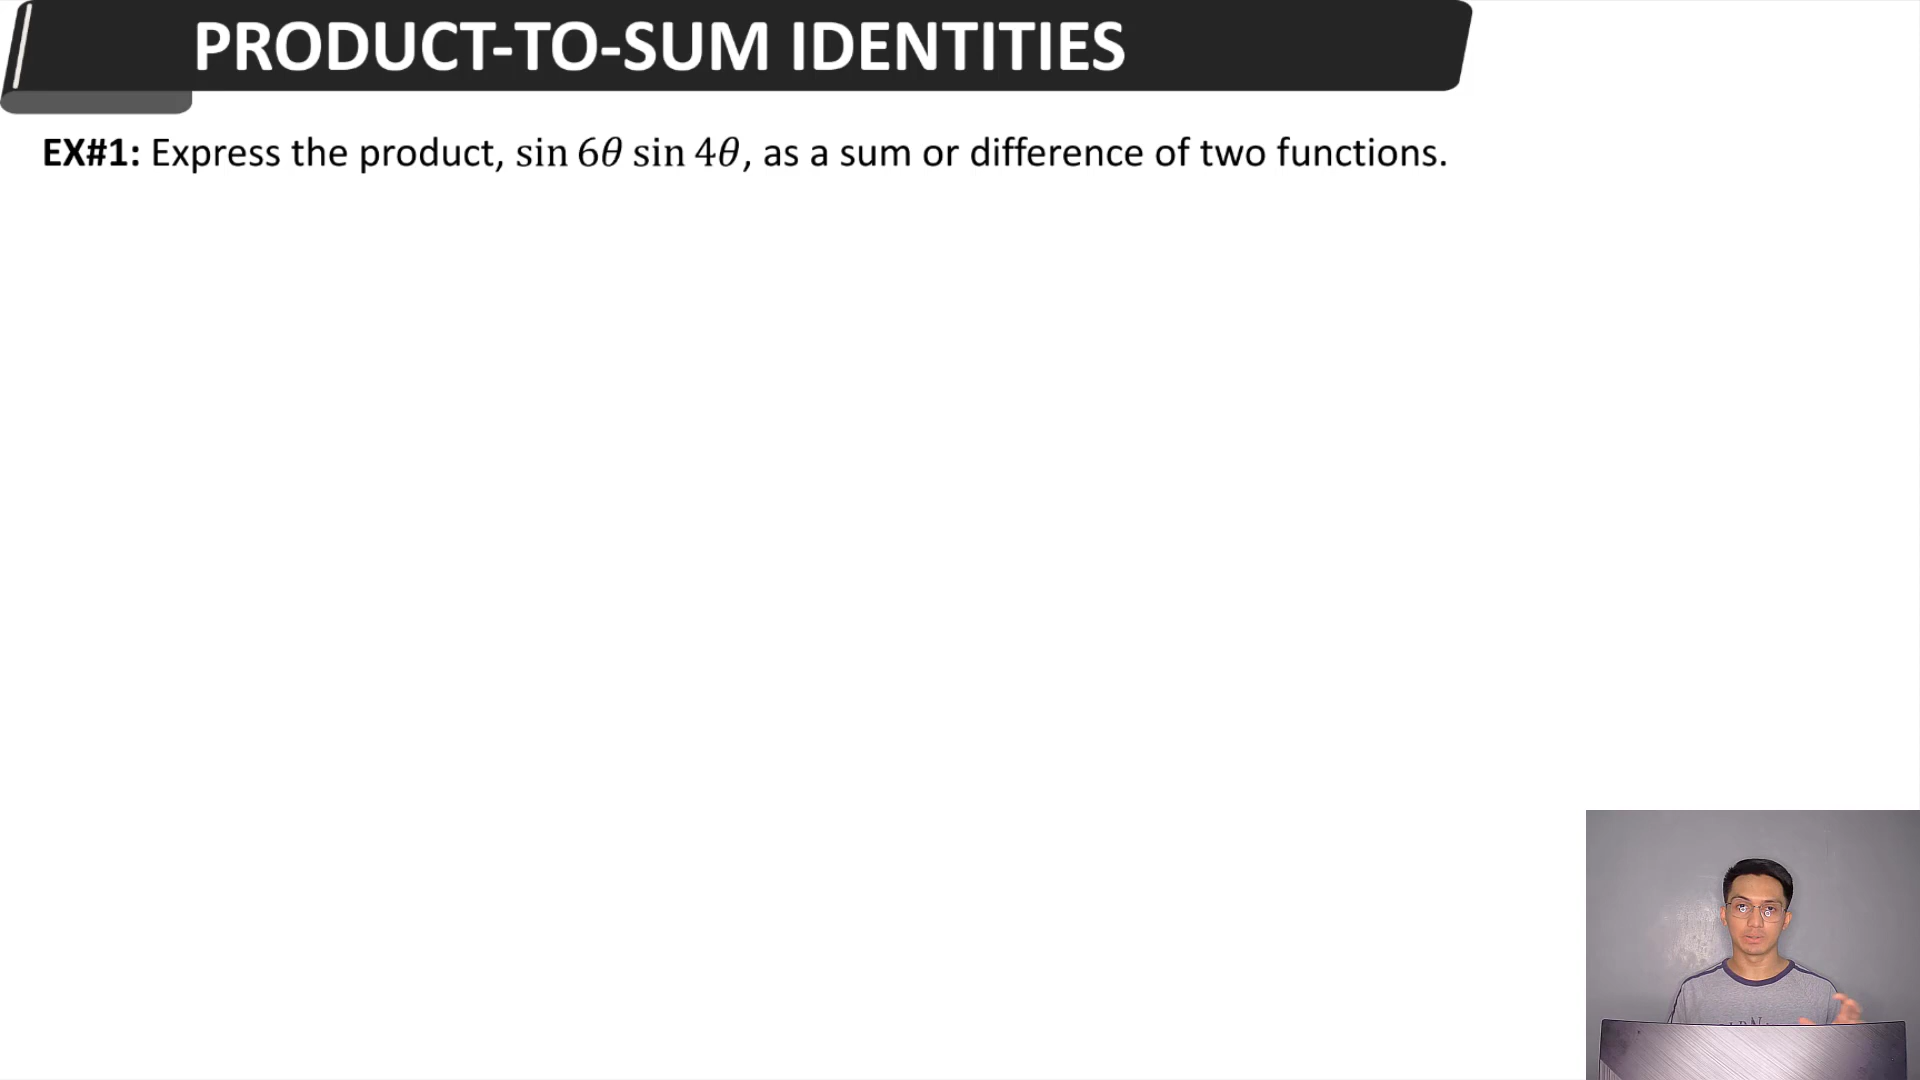 PRODUCT-TO-SUM IDENTITIES
EX#1: Express the product, sin 6θ sin 4θ, as a sum or difference of two functions.